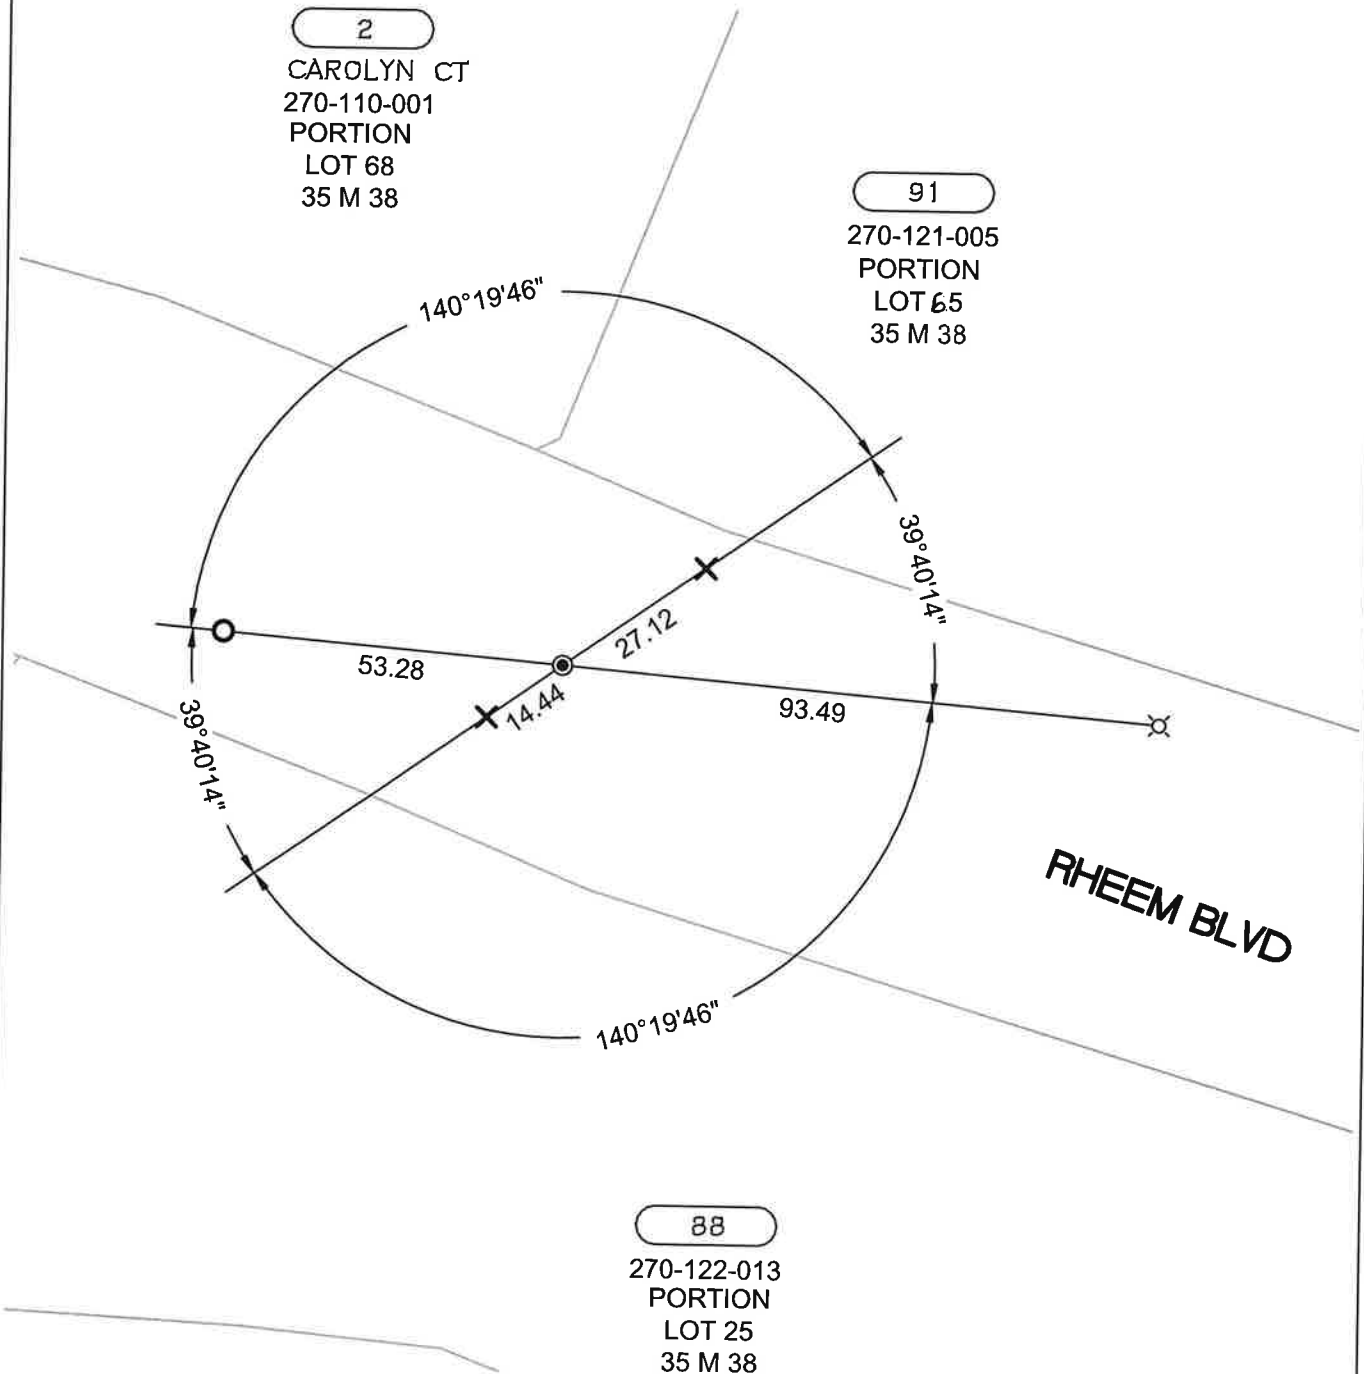 2
CAROLYN CT
270-110-001
PORTION
LOT 68
35 M 38
91
270-121-005
PORTION
LOT 65
35 M 38
140°19'46"
39°40'14"
27.12
53.28
14.44
93.49
39°40'14"
RHEEM BLVD
140°19'46"
88
270-122-013
PORTION
LOT 25
35 M 38